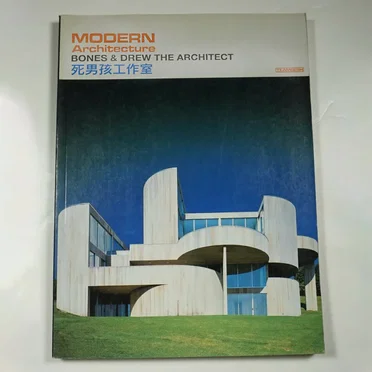 MODERN
Architecture
BONES & DREW THE ARCHITECT
死男孩工作室